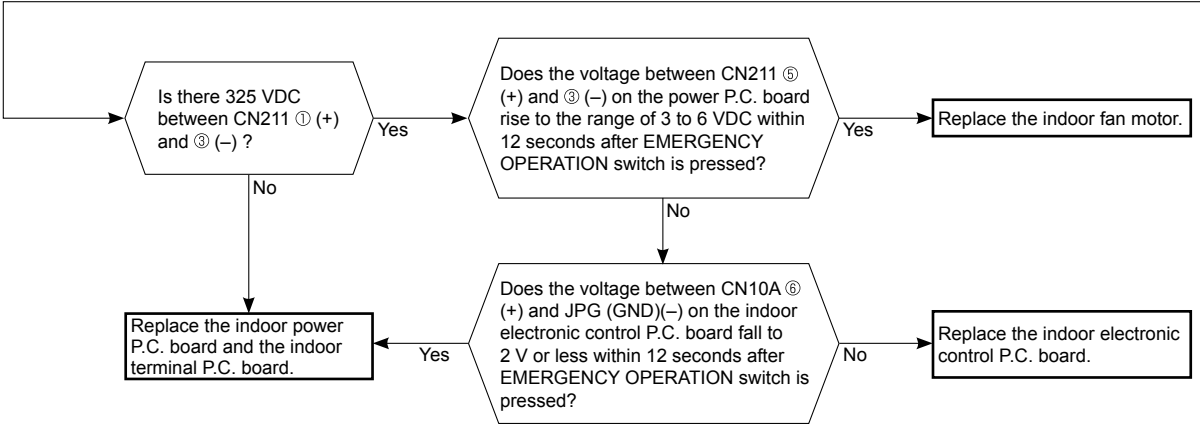 Is there 325 VDC
between CN211 ① (+)
and ③ (–) ?
Yes
No
Does the voltage between CN211 ⑤
(+) and ③ (–) on the power P.C. board
rise to the range of 3 to 6 VDC within
12 seconds after EMERGENCY
OPERATION switch is pressed?
Yes
No
Replace the indoor fan motor.
Does the voltage between CN10A ⑥
(+) and JPG (GND)(–) on the indoor
electronic control P.C. board fall to
2 V or less within 12 seconds after
EMERGENCY OPERATION switch is
pressed?
Yes
No
Replace the indoor power
P.C. board and the indoor
terminal P.C. board.
Replace the indoor electronic
control P.C. board.